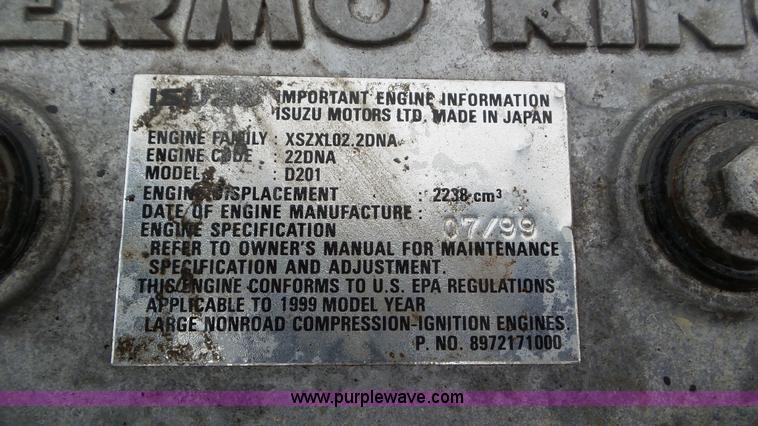 ERMO KING
ISUZU IMPORTANT ENGINE INFORMATION
ISUZU MOTORS LTD. MADE IN JAPAN
ENGINE FAMILY : XSZXL02.2DNA
ENGINE CODE : 22DNA
MODEL : D201
ENGINE DISPLACEMENT : 2238 cm³
DATE OF ENGINE MANUFACTURE : 07/99
ENGINE SPECIFICATION
REFER TO OWNER'S MANUAL FOR MAINTENANCE
SPECIFICATION AND ADJUSTMENT.
THIS ENGINE CONFORMS TO U.S. EPA REGULATIONS
APPLICABLE TO 1999 MODEL YEAR
LARGE NONROAD COMPRESSION-IGNITION ENGINES.
P. NO. 8972171000
www.purplewave.com